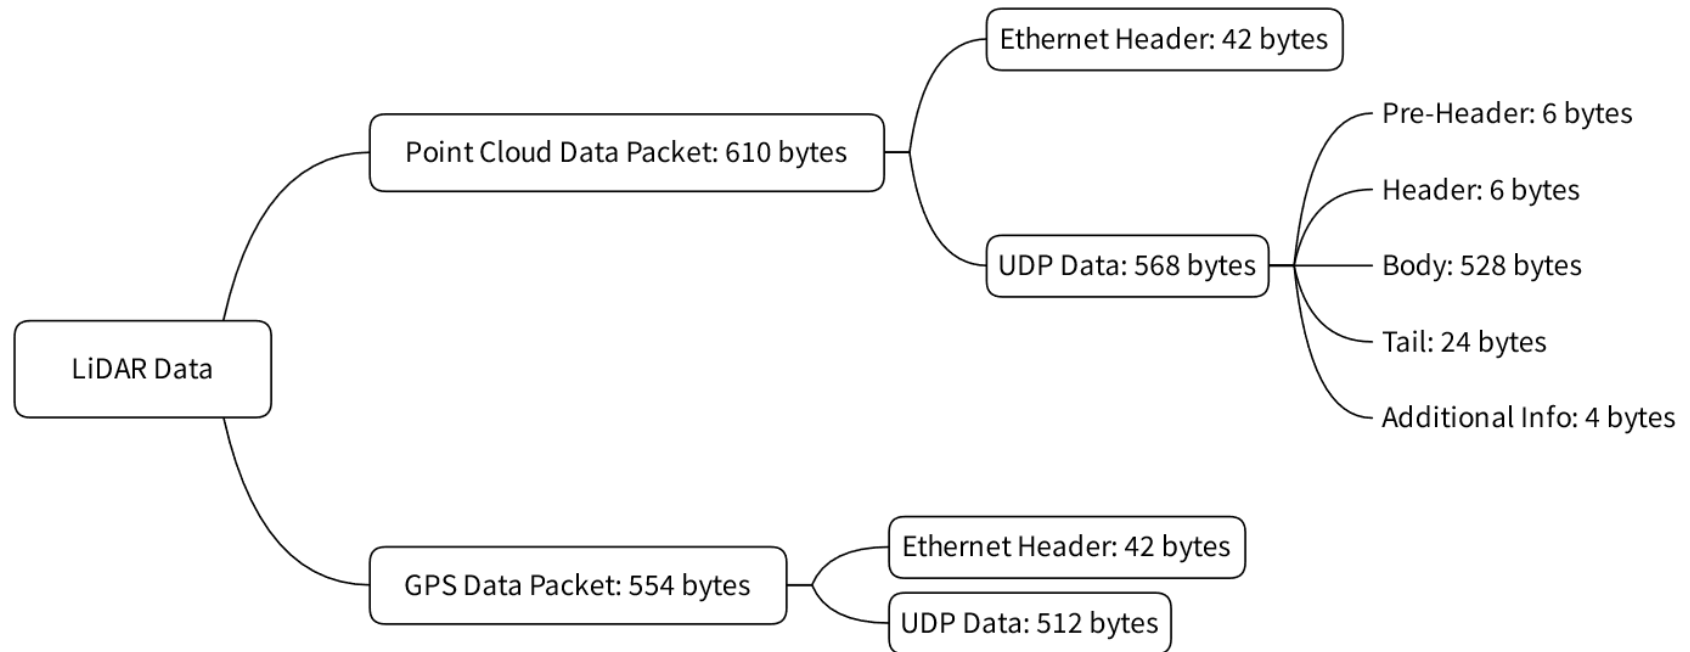 LiDAR Data
Point Cloud Data Packet: 610 bytes
Ethernet Header: 42 bytes
UDP Data: 568 bytes
Pre-Header: 6 bytes
Header: 6 bytes
Body: 528 bytes
Tail: 24 bytes
Additional Info: 4 bytes
GPS Data Packet: 554 bytes
Ethernet Header: 42 bytes
UDP Data: 512 bytes